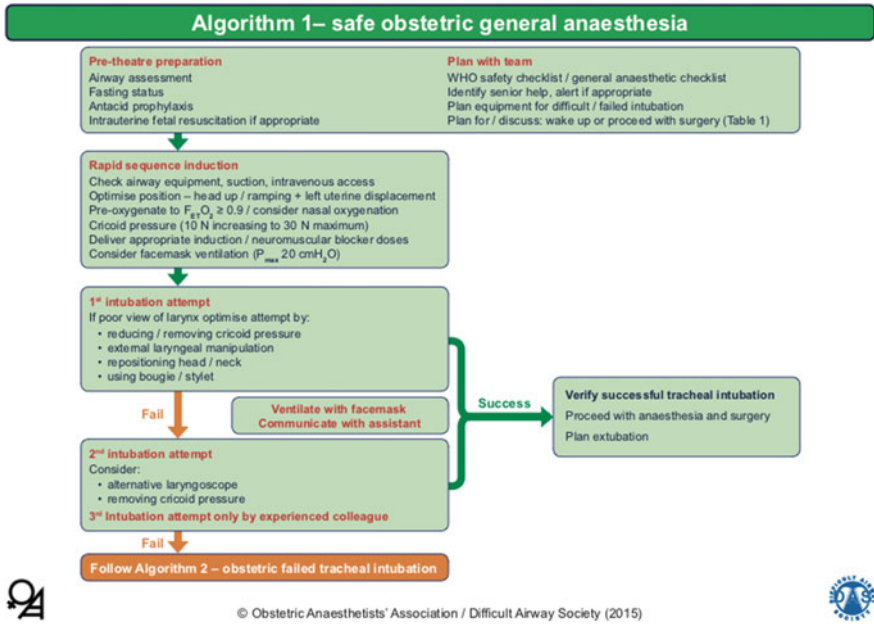 Algorithm 1– safe obstetric general anaesthesia
Pre-theatre preparation
Airway assessment
Fasting status
Antacid prophylaxis
Intrauterine fetal resuscitation if appropriate
Plan with team
WHO safety checklist / general anaesthetic checklist
Identify senior help, alert if appropriate
Plan equipment for difficult / failed intubation
Plan for / discuss: wake up or proceed with surgery (Table 1)
Rapid sequence induction
Check airway equipment, suction, intravenous access
Optimise position – head up / ramping + left uterine displacement
Pre-oxygenate to FETO2 ≥ 0.9 / consider nasal oxygenation
Cricoid pressure (10 N increasing to 30 N maximum)
Deliver appropriate induction / neuromuscular blocker doses
Consider facemask ventilation (Pmax 20 cmH2O)
1st intubation attempt
If poor view of larynx optimise attempt by:
• reducing / removing cricoid pressure
• external laryngeal manipulation
• repositioning head / neck
• using bougie / stylet
Fail
Ventilate with facemask
Communicate with assistant
Success
Verify successful tracheal intubation
Proceed with anaesthesia and surgery
Plan extubation
2nd intubation attempt
Consider:
• alternative laryngoscope
• removing cricoid pressure
3rd Intubation attempt only by experienced colleague
Fail
Follow Algorithm 2 – obstetric failed tracheal intubation
© Obstetric Anaesthetists' Association / Difficult Airway Society (2015)
DIFFICULT AIRWAY
DAS
SOCIETY